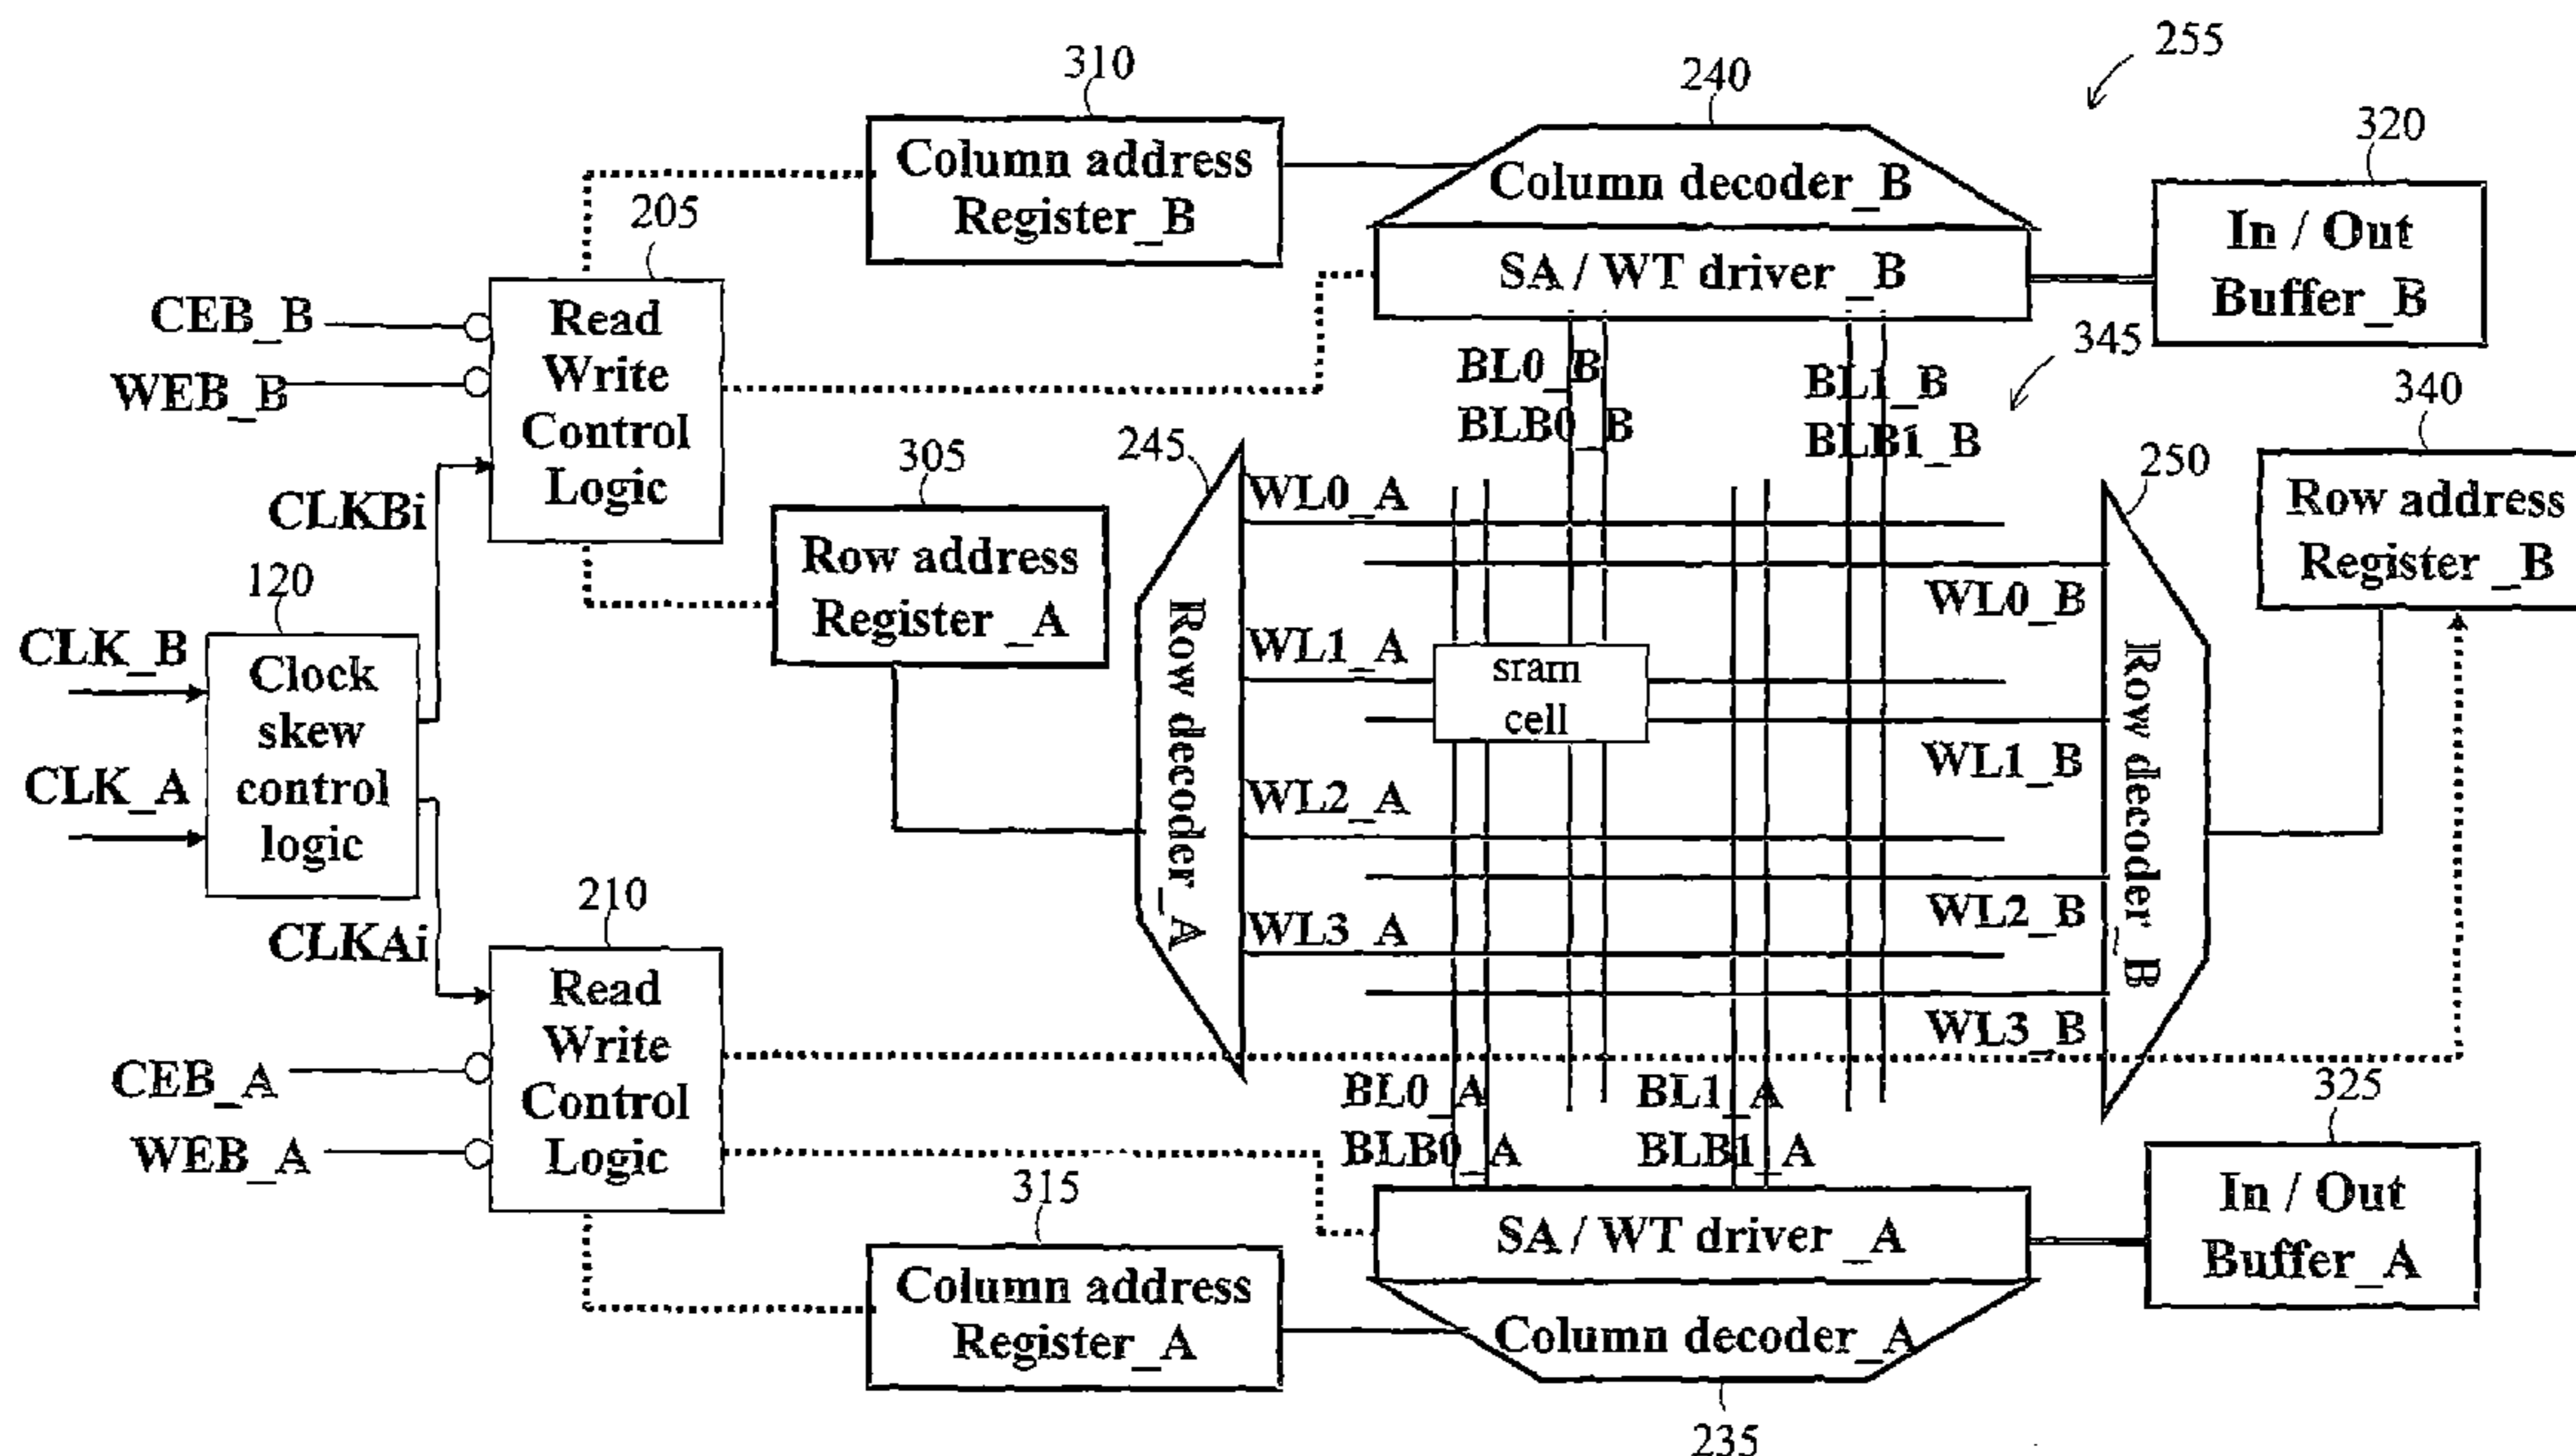 255
310
240
320
Column address
Register_B
Column decoder_B
SA / WT driver _B
In / Out
Buffer_B
205
CEB_B
WEB_B
Read
Write
Control
Logic
345
340
BL0_B
BLB0_B
BL1_B
BLB1_B
CLKBi
305
245
250
Row address
Register _A
Row address
Register _B
Row decoder_A
Row decoder_B
WL0_A
WL0_B
120
CLK_B
CLK_A
Clock
skew
control
logic
WL1_A
sram
cell
WL1_B
WL2_A
WL2_B
WL3_A
WL3_B
CLKAi
210
Read
Write
Control
Logic
CEB_A
WEB_A
BL0_A
BLB0_A
BL1_A
BLB1_A
325
315
Column address
Register_A
SA / WT driver _A
Column decoder_A
In / Out
Buffer_A
235